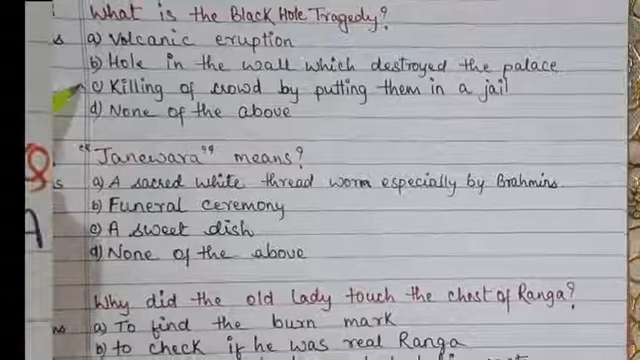 What is the Black Hole Tragedy?
a) Volcanic eruption
b) Hole in the wall which destroyed the palace
c) Killing of crowd by putting them in a jail
d) None of the above
"Janewara" means?
a) A sacred white thread worn especially by Brahmins.
b) Funeral ceremony
c) A sweet dish
d) None of the above
Why did the old lady touch the chest of Ranga?
a) To find the burn mark
b) to check if he was real Ranga